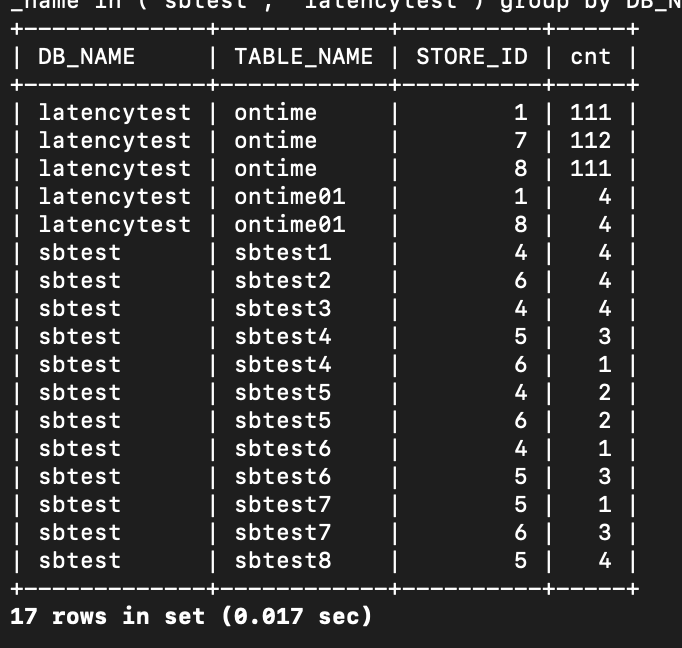 _name in ('sbtest', 'latencytest') group by DB_N
+--------------+-------------+-----------+------+
| DB_NAME      | TABLE_NAME | STORE_ID | cnt |
+--------------+-------------+-----------+------+
| latencytest | ontime     |        1 | 111 |
| latencytest | ontime     |        7 | 112 |
| latencytest | ontime     |        8 | 111 |
| latencytest | ontime01   |        1 |   4 |
| latencytest | ontime01   |        8 |   4 |
| sbtest      | sbtest1    |        4 |   4 |
| sbtest      | sbtest2    |        6 |   4 |
| sbtest      | sbtest3    |        4 |   4 |
| sbtest      | sbtest4    |        5 |   3 |
| sbtest      | sbtest4    |        6 |   1 |
| sbtest      | sbtest5    |        4 |   2 |
| sbtest      | sbtest5    |        6 |   2 |
| sbtest      | sbtest6    |        4 |   1 |
| sbtest      | sbtest6    |        5 |   3 |
| sbtest      | sbtest7    |        5 |   1 |
| sbtest      | sbtest7    |        6 |   3 |
| sbtest      | sbtest8    |        5 |   4 |
+--------------+-------------+-----------+------+
17 rows in set (0.017 sec)